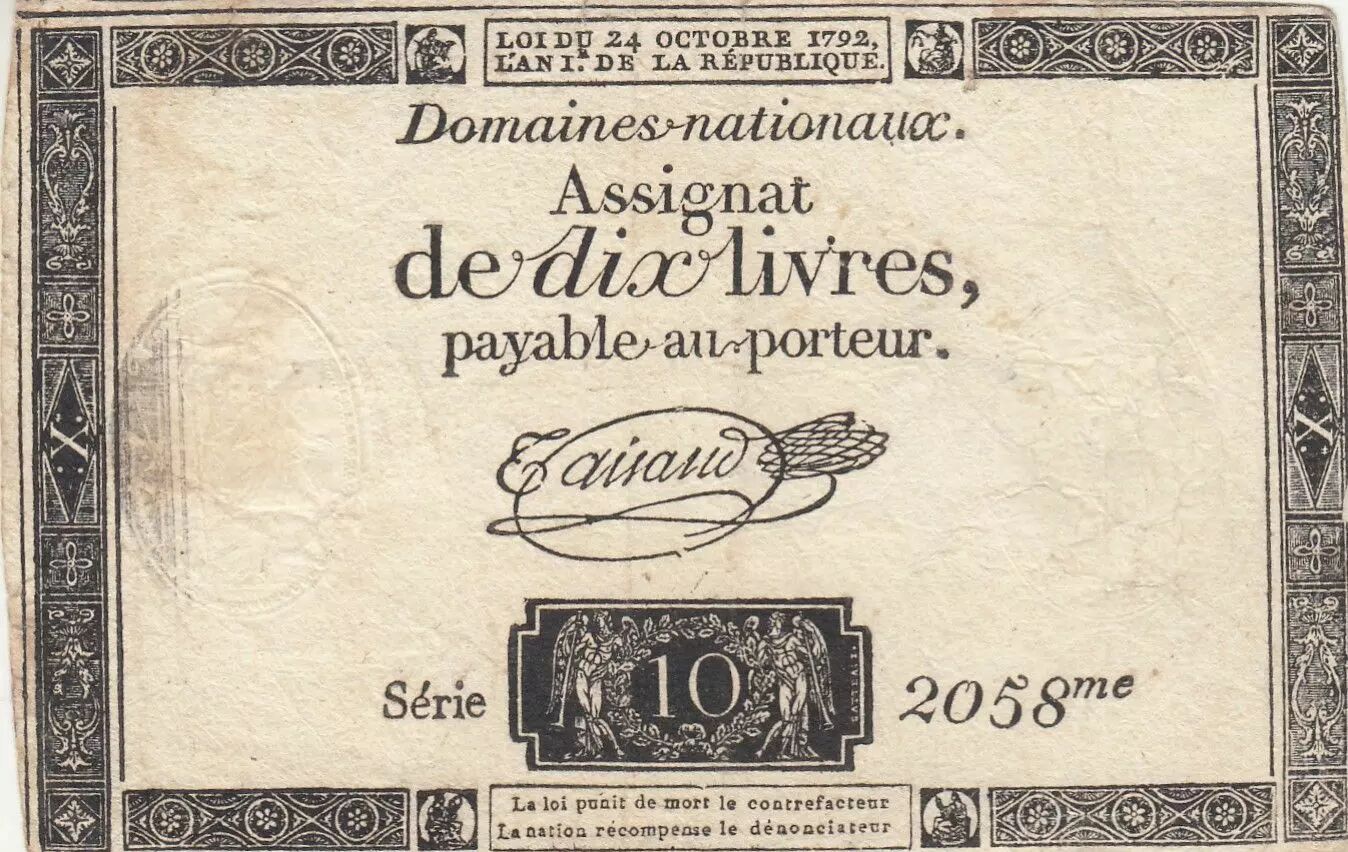 LOI DU 24 OCTOBRE 1792,
L'AN I.er DE LA RÉPUBLIQUE.
Domaines nationaux.
Assignat
de dix livres,
payable au porteur.
X
X
Taisaud
Série
10
2058me
La loi punit de mort le contrefacteur
La nation récompense le dénonciateur